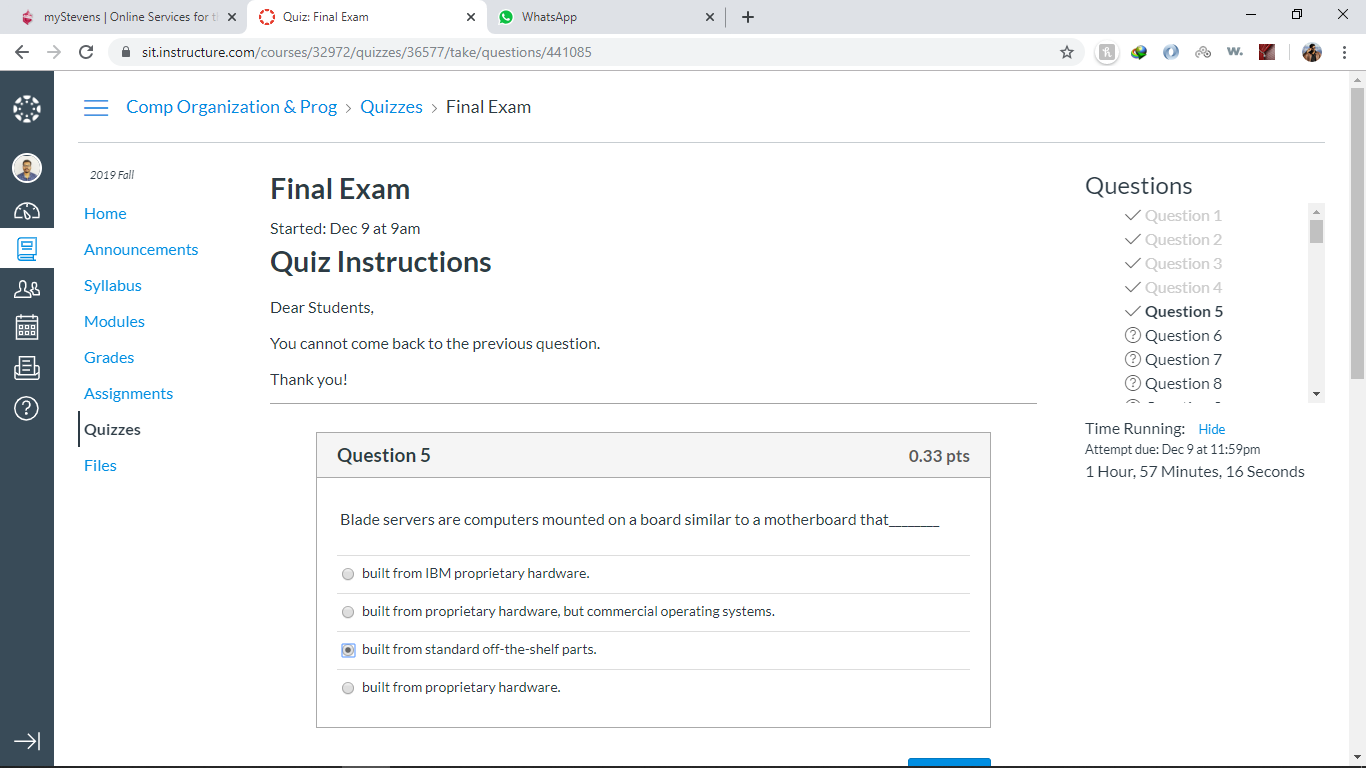 myStevens | Online Services for t
Quiz: Final Exam
WhatsApp
sit.instructure.com/courses/32972/quizzes/36577/take/questions/441085
Comp Organization & Prog › Quizzes › Final Exam
2019 Fall
Home
Announcements
Syllabus
Modules
Grades
Assignments
Quizzes
Files
Final Exam
Started: Dec 9 at 9am
Quiz Instructions
Dear Students,
You cannot come back to the previous question.
Thank you!
Question 5 0.33 pts
Blade servers are computers mounted on a board similar to a motherboard that________
built from IBM proprietary hardware.
built from proprietary hardware, but commercial operating systems.
built from standard off-the-shelf parts.
built from proprietary hardware.
Questions
Question 1
Question 2
Question 3
Question 4
Question 5
Question 6
Question 7
Question 8
Time Running: Hide
Attempt due: Dec 9 at 11:59pm
1 Hour, 57 Minutes, 16 Seconds